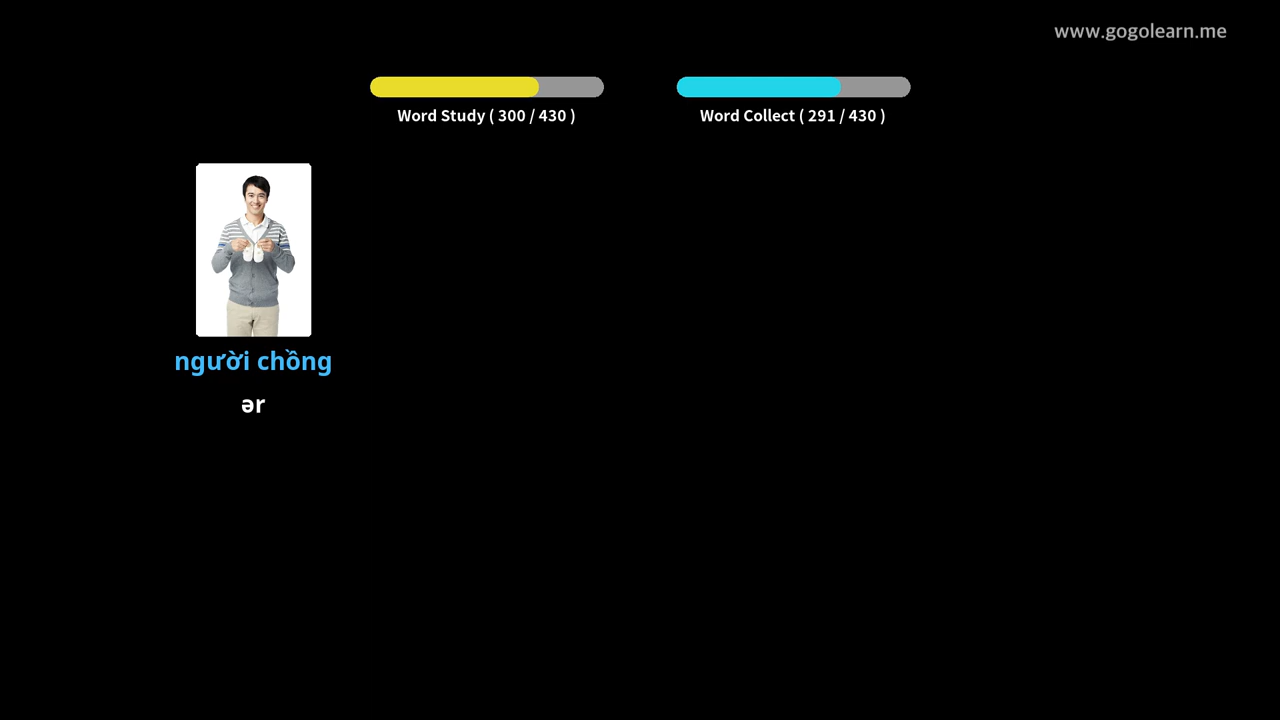 www.gogolearn.me
Word Study ( 300 / 430 )
Word Collect ( 291 / 430 )
người chồng
ər